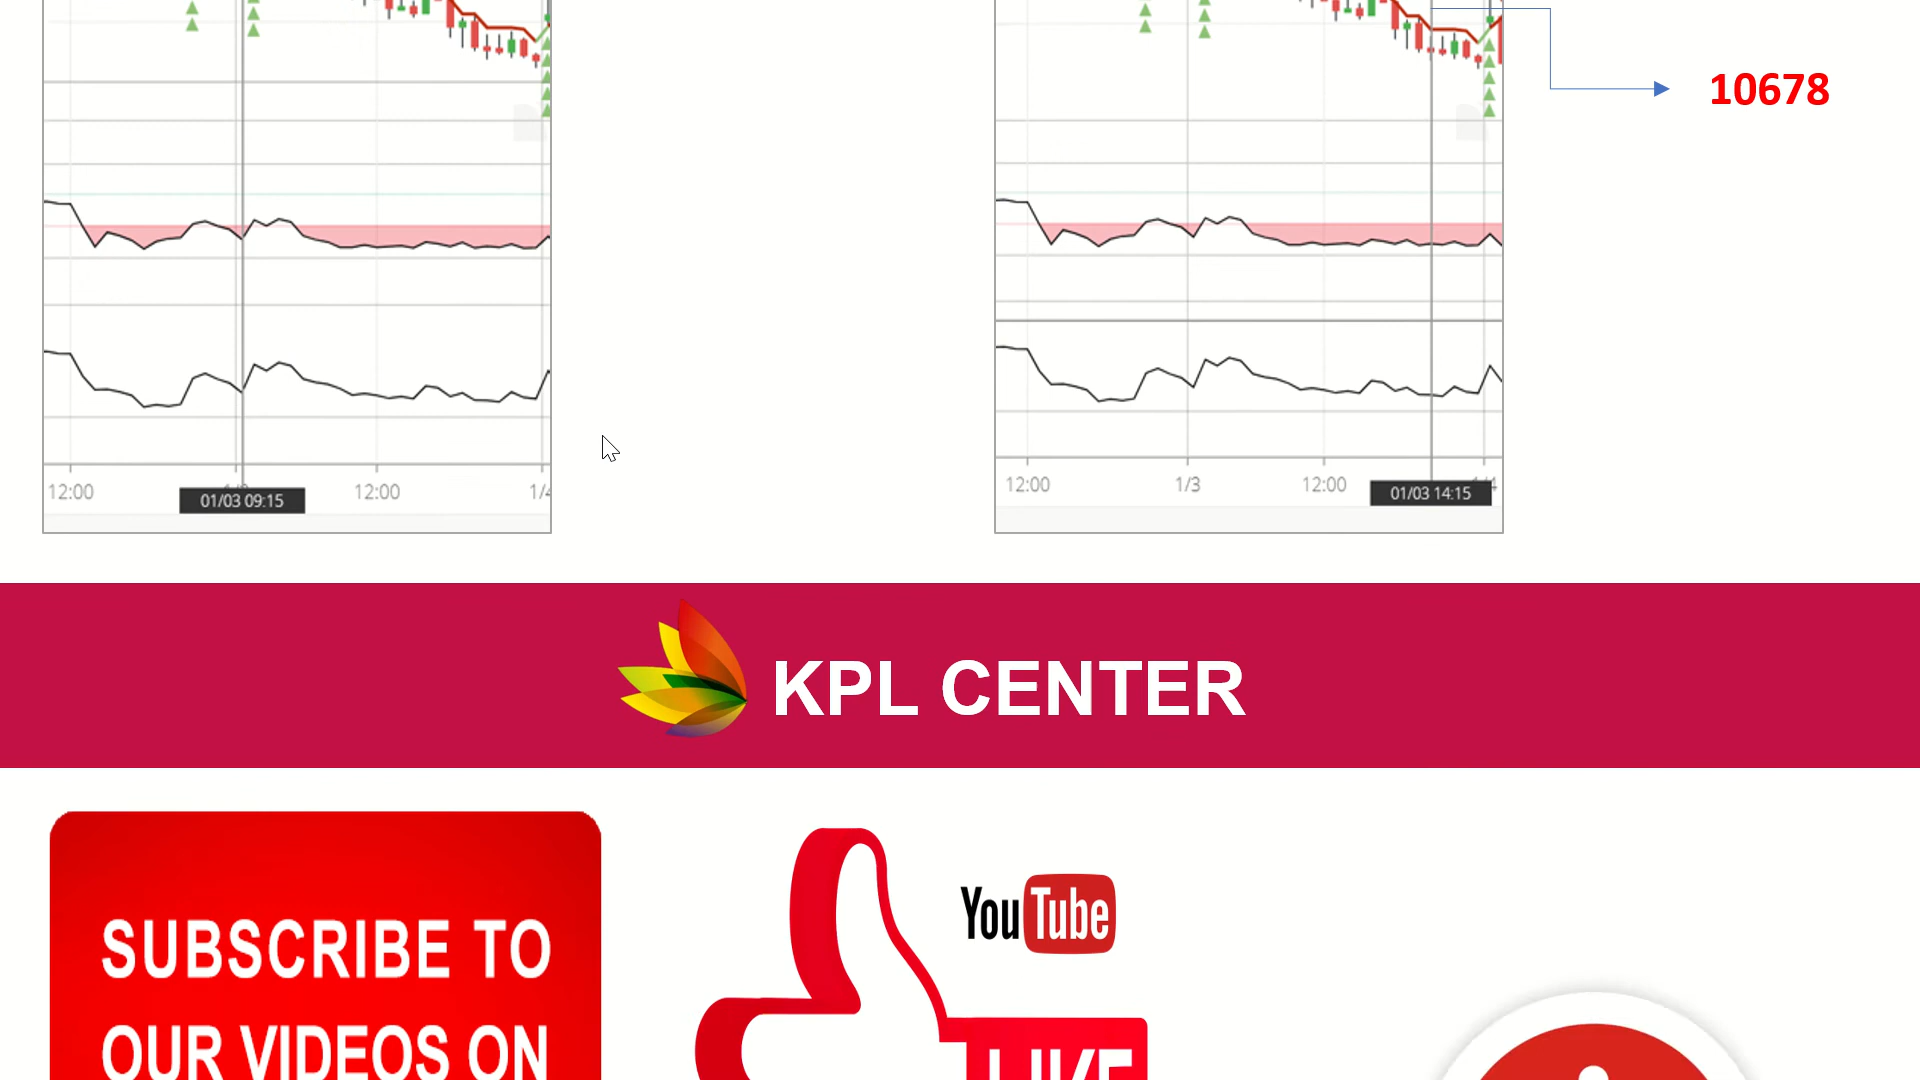 10678
12:00
01/03 09:15
12:00
12:00
1/3
12:00
01/03 14:15
KPL CENTER
SUBSCRIBE TO
OUR VIDEOS ON
YouTube
LIKE